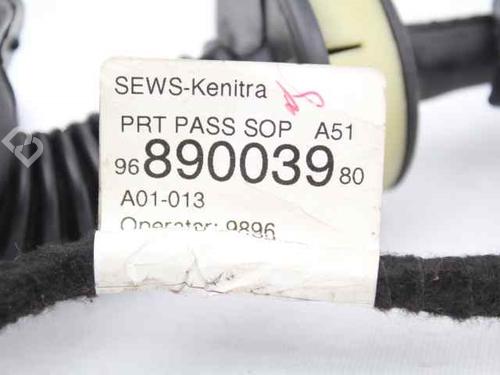 SEWS-Kenitra
PRT PASS SOP A51
96 890039 80
A01-013
Operator: 9896